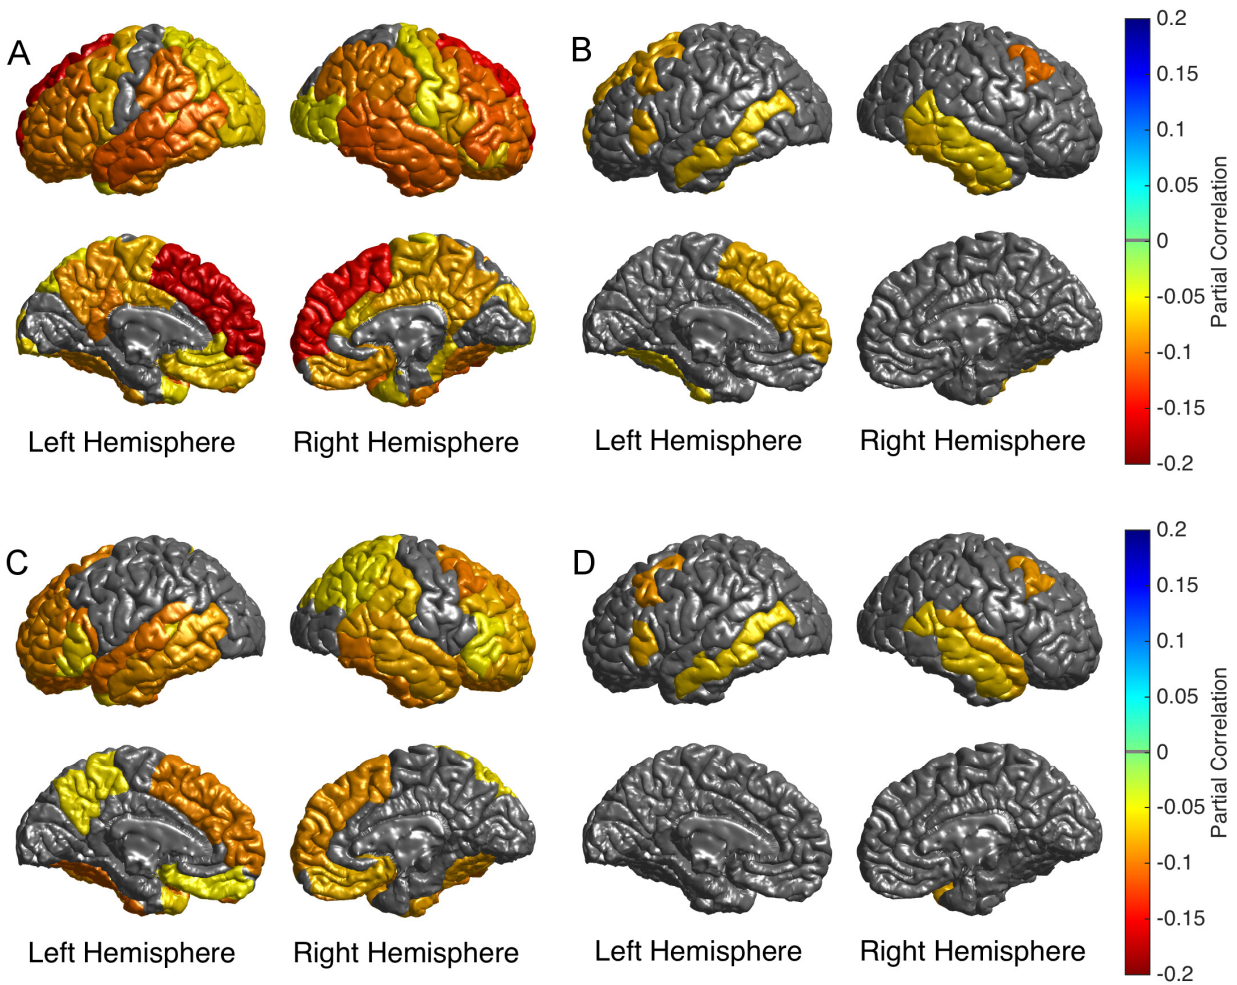 A
B
0.2
0.15
0.1
0.05
0
-0.05
-0.1
-0.15
-0.2
Partial Correlation
Left Hemisphere
Right Hemisphere
Left Hemisphere
Right Hemisphere
C
D
0.2
0.15
0.1
0.05
0
-0.05
-0.1
-0.15
-0.2
Partial Correlation
Left Hemisphere
Right Hemisphere
Left Hemisphere
Right Hemisphere